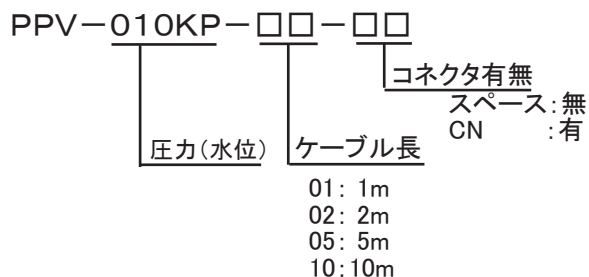 PPV－010KP－□□－□□
コネクタ有無
スペース：無
CN　　　：有
圧力（水位）
ケーブル長
01： 1m
02： 2m
05： 5m
10：10m